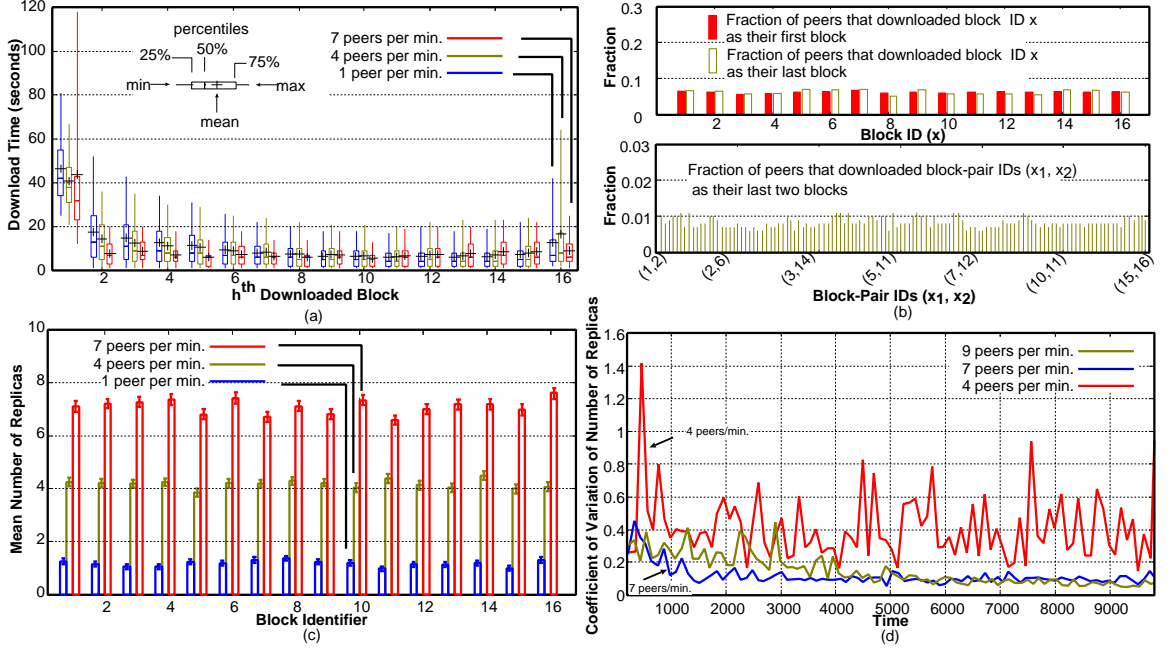 (a)
120
100
80
60
40
20
0
Download Time (seconds)
percentiles
50%
25%
75%
min
max
mean
7 peers per min.
4 peers per min.
1 peer per min.
2 4 6 8 10 12 14 16
hth Downloaded Block
(a)
0.3
0.2
0.1
0
Fraction
Fraction of peers that downloaded block ID x
as their first block
Fraction of peers that downloaded block ID x
as their last block
2 4 6 8 10 12 14 16
Block ID (x)
0.03
0.02
0.01
0
Fraction
Fraction of peers that downloaded block-pair IDs (x1, x2)
as their last two blocks
(1,2) (2,6) (3,14) (5,11) (7,12) (10,11) (15,16)
Block-Pair IDs (x1, x2)
(b)
10
8
6
4
2
0
Mean Number of Replicas
7 peers per min.
4 peers per min.
1 peer per min.
2 4 6 8 10 12 14 16
Block Identifier
(c)
1.6
1.4
1.2
1
0.8
0.6
0.4
0.2
0
Coefficient of Variation of Number of Replicas
9 peers per min.
7 peers per min.
4 peers per min.
4 peers/min.
7 peers/min.
1000 2000 3000 4000 5000 6000 7000 8000 9000
Time
(d)